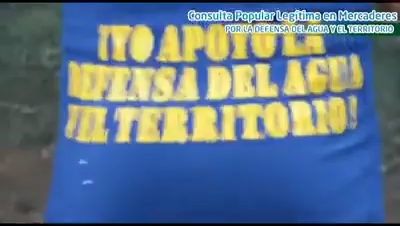 Consulta Popular Legítima en Mercaderes
POR LA DEFENSA DEL AGUA Y EL TERRITORIO
¡YO APOYO LA
DEFENSA DEL AGUA
Y EL TERRITORIO!